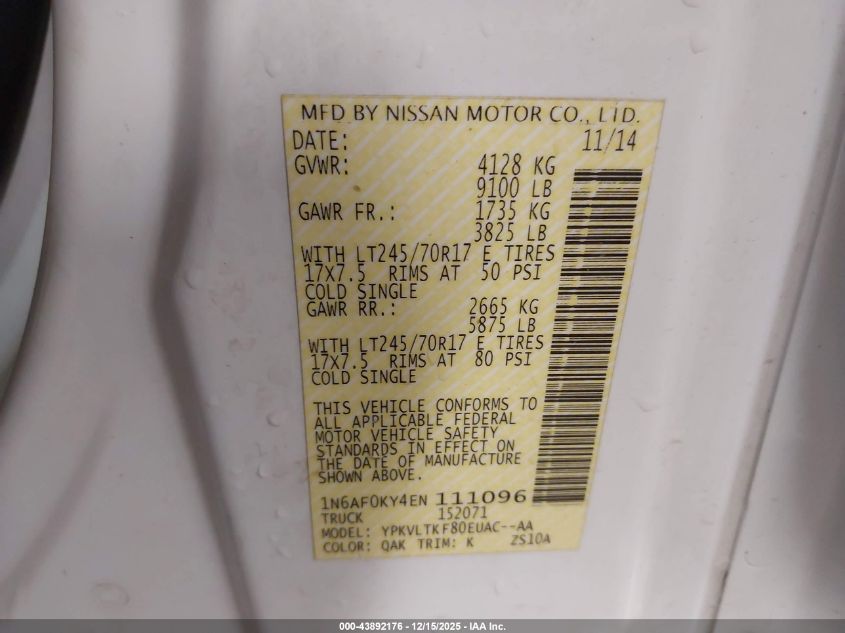 MFD BY NISSAN MOTOR CO., LTD.
DATE: 11/14
GVWR: 4128 KG
9100 LB
GAWR FR.: 1735 KG
3825 LB
WITH LT245/70R17 E TIRES
17X7.5 RIMS AT 50 PSI
COLD SINGLE
GAWR RR.: 2665 KG
5875 LB
WITH LT245/70R17 E TIRES
17X7.5 RIMS AT 80 PSI
COLD SINGLE
THIS VEHICLE CONFORMS TO
ALL APPLICABLE FEDERAL
MOTOR VEHICLE SAFETY
STANDARDS IN EFFECT ON
THE DATE OF MANUFACTURE
SHOWN ABOVE.
1N6AF0KY4EN 111096
TRUCK 152071
MODEL: YPKVLTKF80EUAC--AA
COLOR: QAK TRIM: K ZS10A
000-43892176 - 12/15/2025 - IAA Inc.